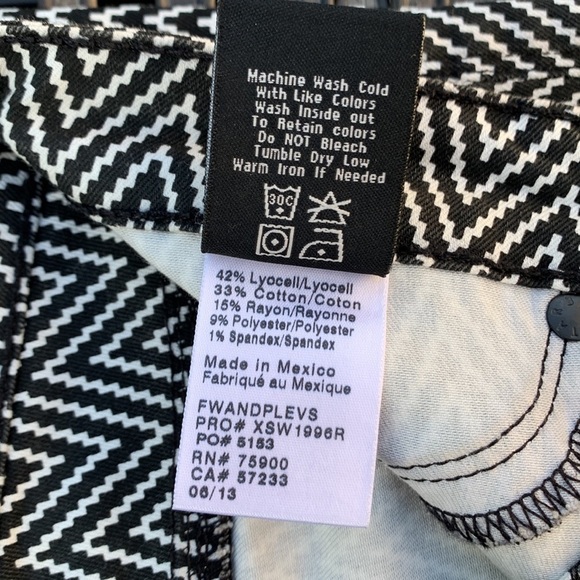 Machine Wash Cold
With Like Colors
Wash Inside out
To Retain colors
Do NOT Bleach
Tumble Dry Low
Warm Iron If Needed
30C
42% Lyocell/Lyocell
33% Cotton/Coton
15% Rayon/Rayonne
9% Polyester/Polyester
1% Spandex/Spandex
Made in Mexico
Fabriqué au Mexique
FWANDPLEVS
PRO# XSW1996R
PO# 5153
RN# 75900
CA# 57233
06/13